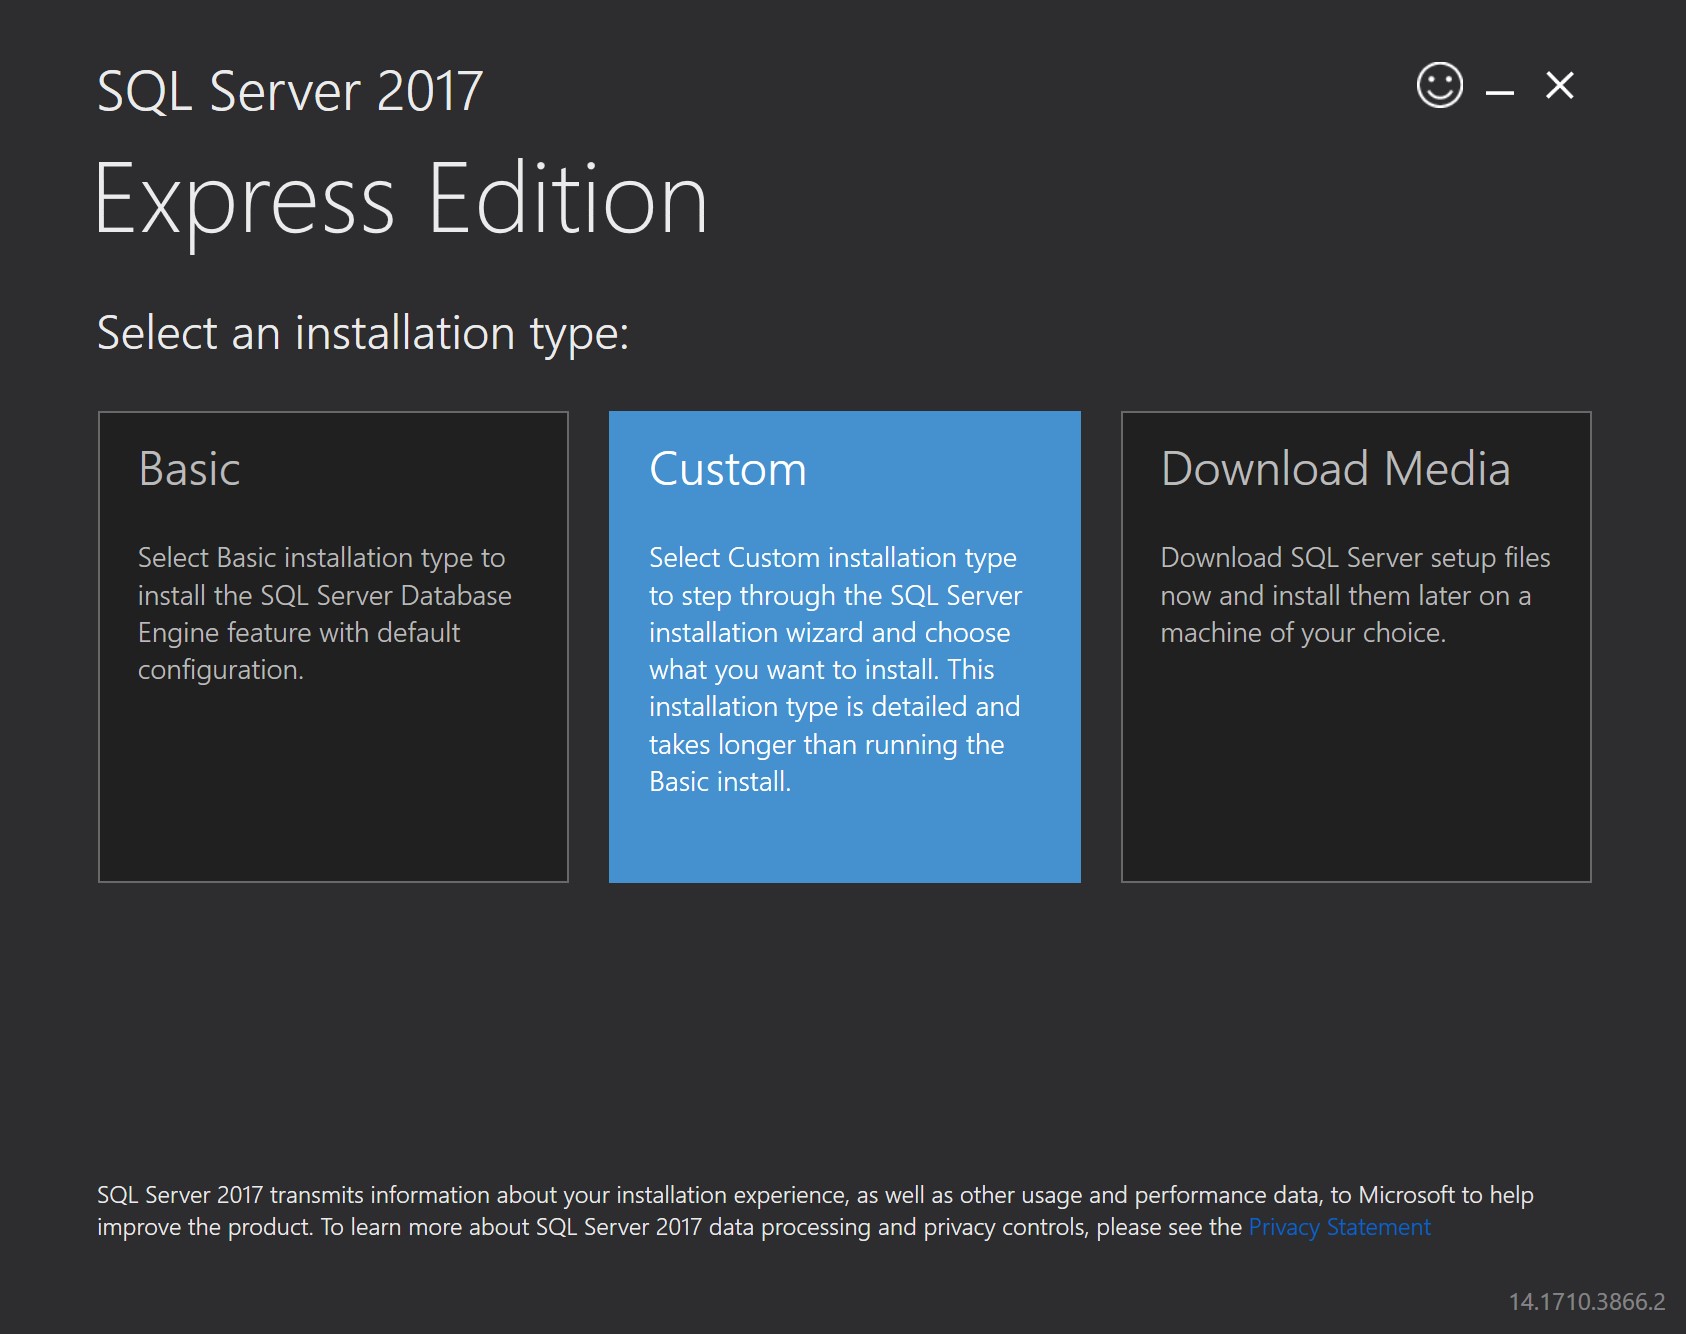 SQL Server 2017
Express Edition
Select an installation type:
Basic
Select Basic installation type to
install the SQL Server Database
Engine feature with default
configuration.
Custom
Select Custom installation type
to step through the SQL Server
installation wizard and choose
what you want to install. This
installation type is detailed and
takes longer than running the
Basic install.
Download Media
Download SQL Server setup files
now and install them later on a
machine of your choice.
SQL Server 2017 transmits information about your installation experience, as well as other usage and performance data, to Microsoft to help
improve the product. To learn more about SQL Server 2017 data processing and privacy controls, please see the Privacy Statement
14.1710.3866.2